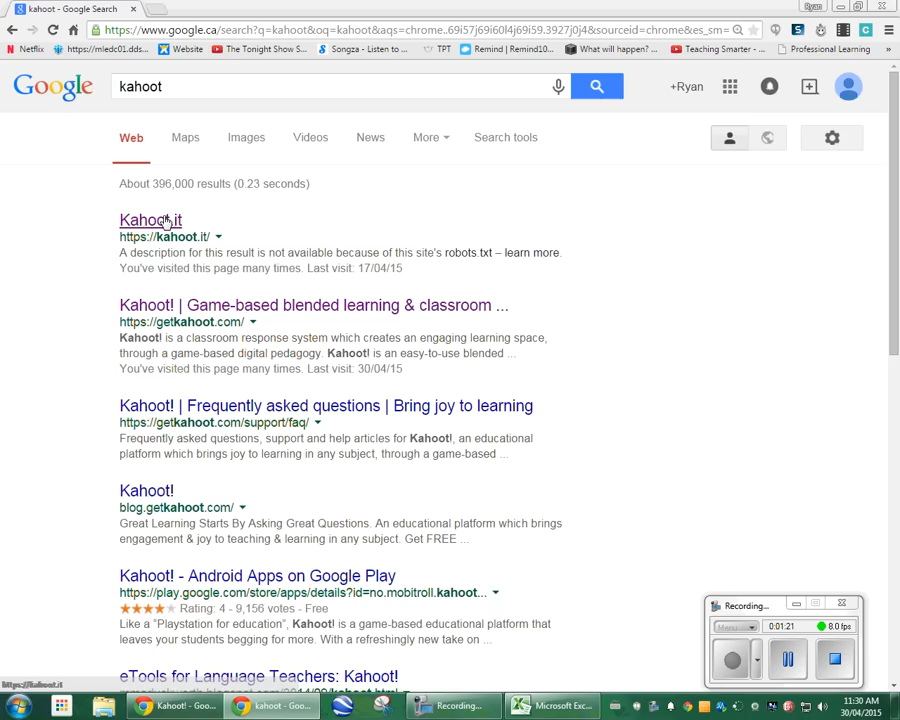 kahoot - Google Search
Ryan
https://www.google.ca/search?q=kahoot&oq=kahoot&aqs=chrome..69i57j69i60l4j69i59.3927j0j4&sourceid=chrome&es_sm=
Netflix
https://mledc01.dds...
Website
The Tonight Show S...
Songza - Listen to ...
TPT
Remind | Remind10...
What will happen? ...
Teaching Smarter - ...
Professional Learning
»
Google
kahoot
+Ryan
Web
Maps
Images
Videos
News
More
Search tools
About 396,000 results (0.23 seconds)
Kahoot.it
https://kahoot.it/
A description for this result is not available because of this site's robots.txt – learn more.
You've visited this page many times. Last visit: 17/04/15
Kahoot! | Game-based blended learning & classroom ...
https://getkahoot.com/
Kahoot! is a classroom response system which creates an engaging learning space,
through a game-based digital pedagogy. Kahoot! is an easy-to-use blended ...
You've visited this page many times. Last visit: 30/04/15
Kahoot! | Frequently asked questions | Bring joy to learning
https://getkahoot.com/support/faq/
Frequently asked questions, support and help articles for Kahoot!, an educational
platform which brings joy to learning in any subject, through a game-based ...
Kahoot!
blog.getkahoot.com/
Great Learning Starts By Asking Great Questions. An educational platform which brings
engagement & joy to teaching & learning in any subject. Get FREE ...
Kahoot! - Android Apps on Google Play
https://play.google.com/store/apps/details?id=no.mobitroll.kahoot...
Rating: 4 - 9,156 votes - Free
Like a "Playstation for education", Kahoot! is a game-based educational platform that
leaves your students begging for more. With a refreshingly new take on ...
eTools for Language Teachers: Kahoot!
Recording...
Menu
0:01:21
8.0 fps
https://kahoot.it
Kahoot! - Goo...
kahoot - Goo...
Recording...
Microsoft Exc...
11:30 AM
30/04/2015